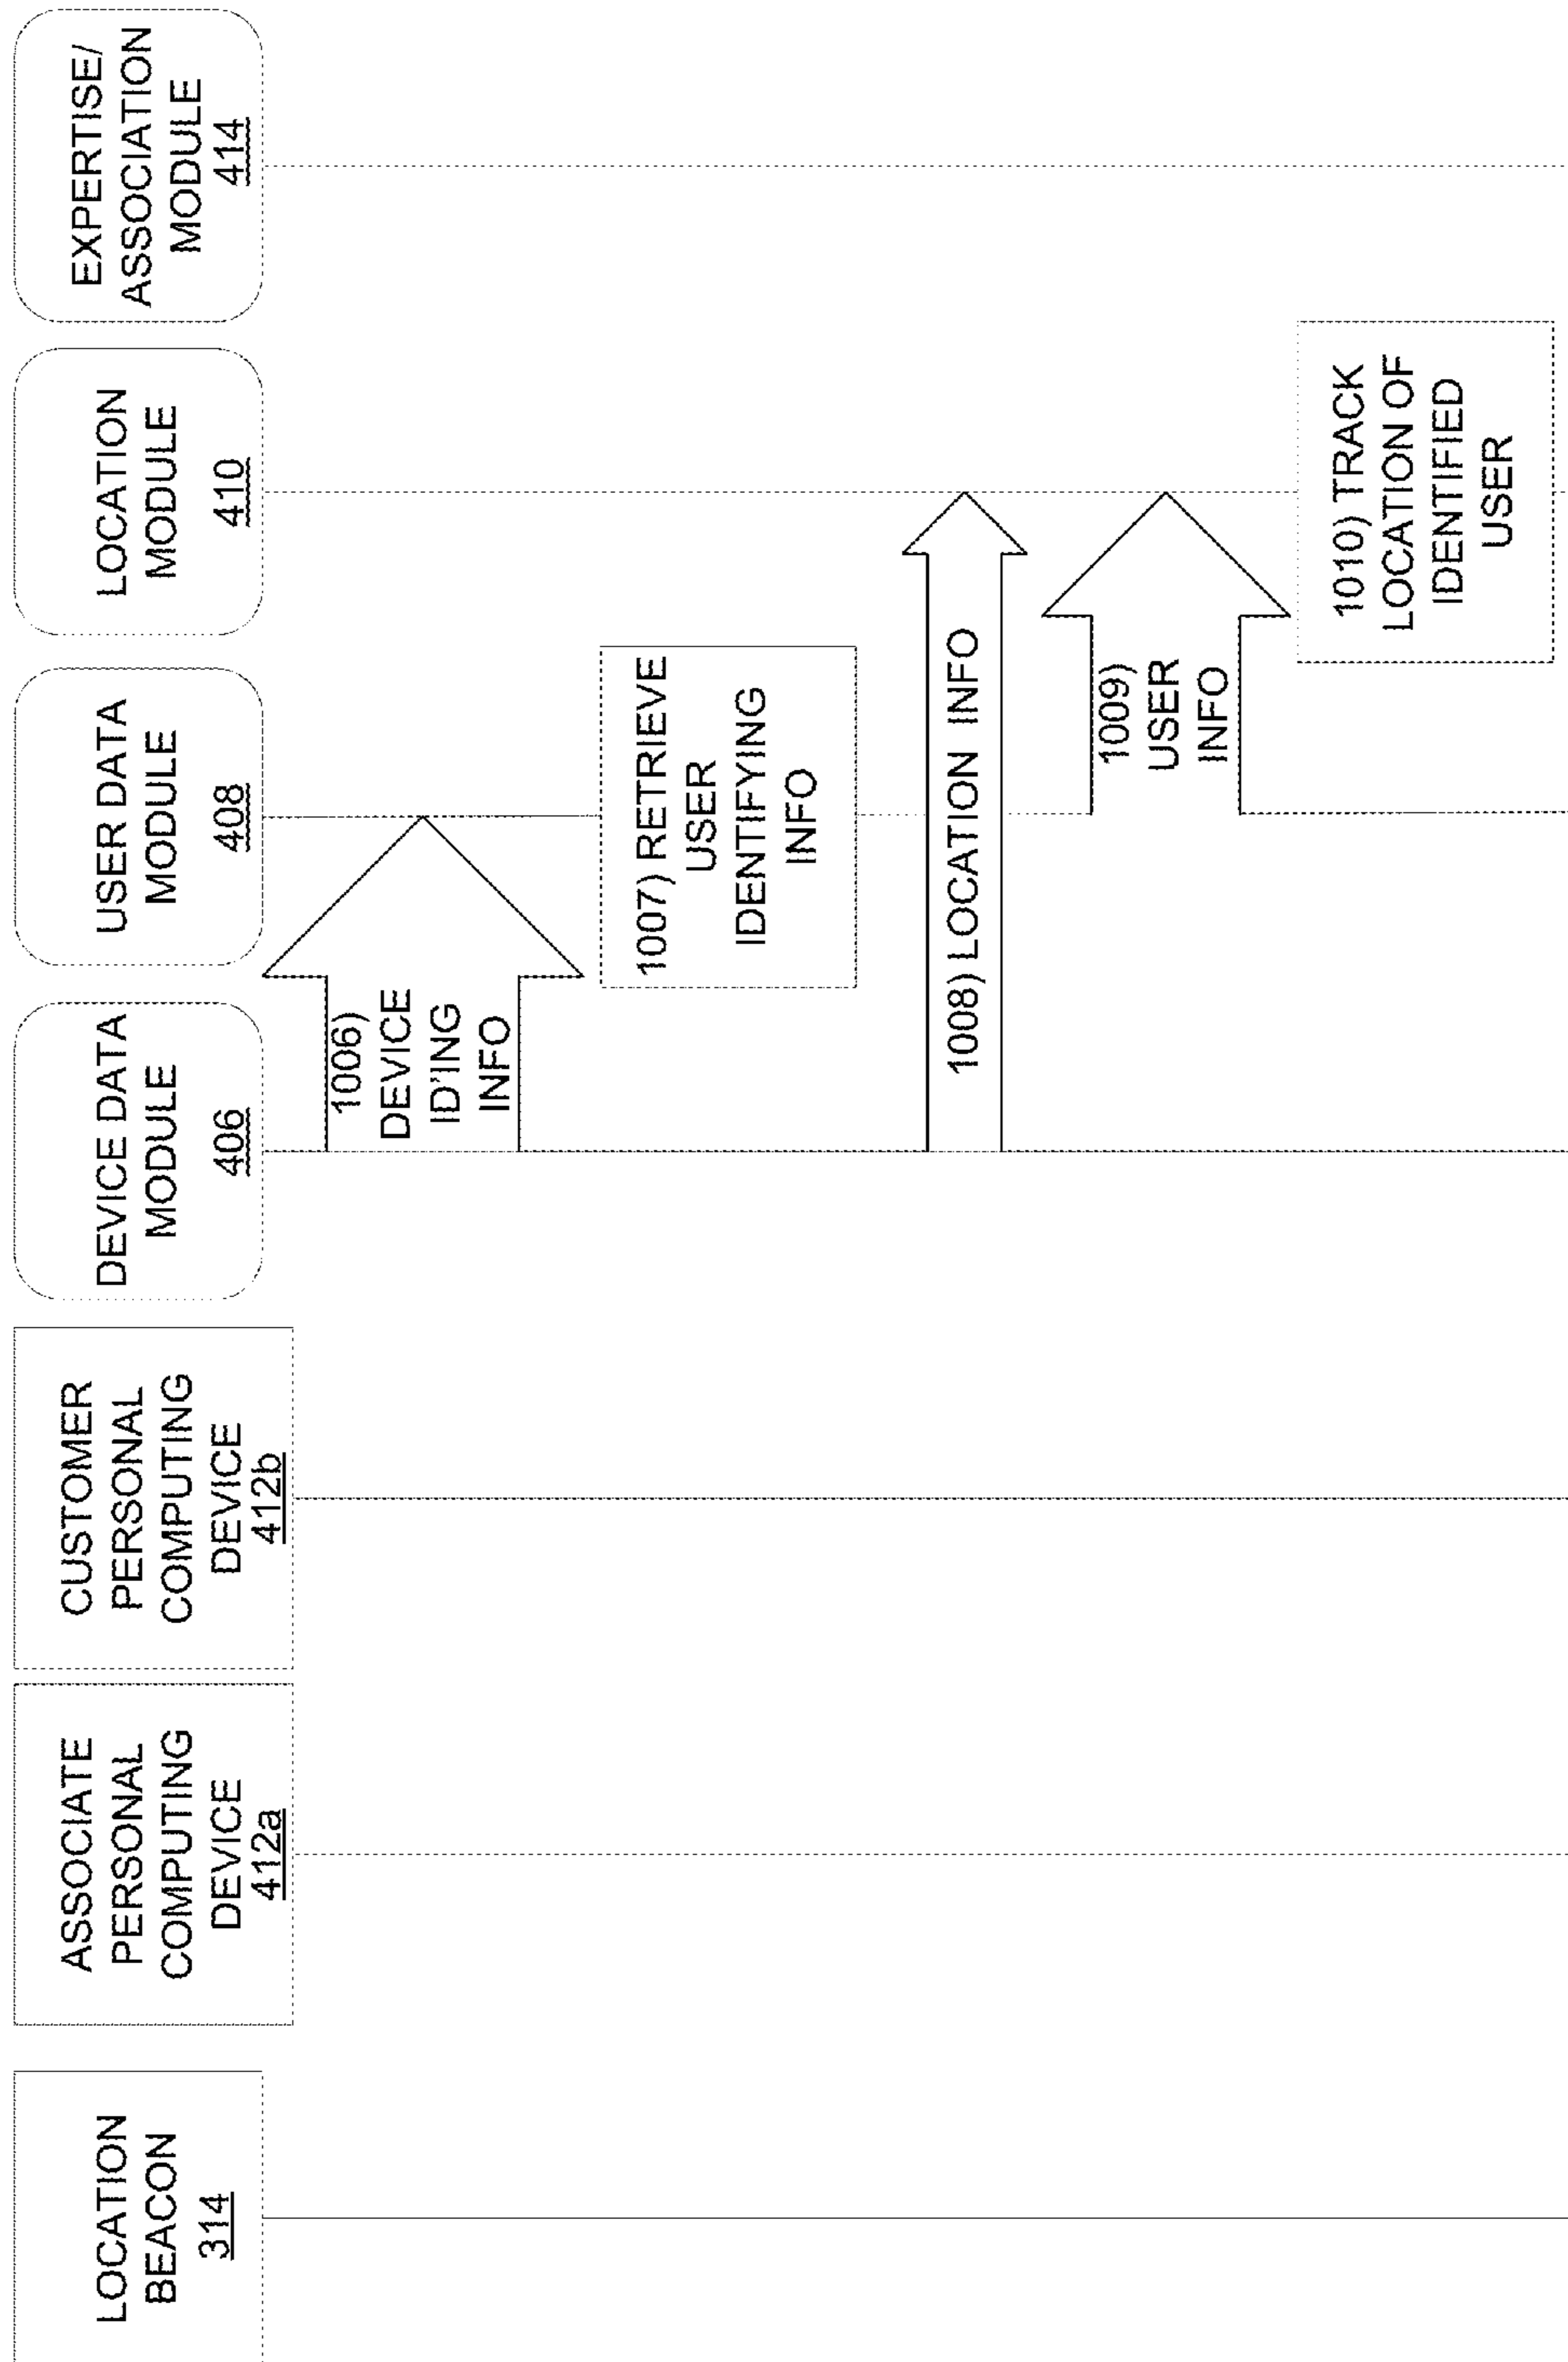 LOCATION
BEACON
314
ASSOCIATE
PERSONAL
COMPUTING
DEVICE
412a
CUSTOMER
PERSONAL
COMPUTING
DEVICE
412b
DEVICE DATA
MODULE
406
USER DATA
MODULE
408
LOCATION
MODULE
410
EXPERTISE/
ASSOCIATION
MODULE
414
1006)
DEVICE
ID'ING
INFO
1007) RETRIEVE
USER
IDENTIFYING
INFO
1008) LOCATION INFO
1009)
USER
INFO
1010) TRACK
LOCATION OF
IDENTIFIED
USER